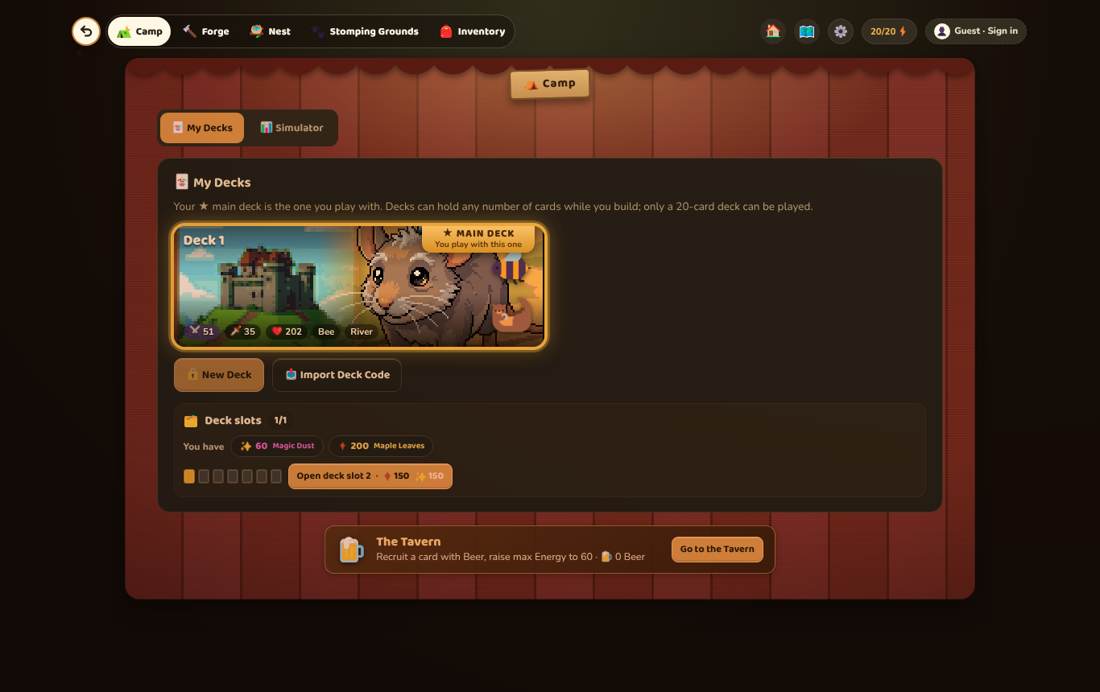 Camp
Forge
Nest
Stomping Grounds
Inventory
20/20
Guest · Sign in
Camp
My Decks
Simulator
My Decks
Your ★ main deck is the one you play with. Decks can hold any number of cards while you build; only a 20-card deck can be played.
Deck 1
★ MAIN DECK
You play with this one
51
35
202
Bee
River
New Deck
Import Deck Code
Deck slots
1/1
You have
60 Magic Dust
200 Maple Leaves
Open deck slot 2 · 150 150
The Tavern
Recruit a card with Beer, raise max Energy to 60 · 0 Beer
Go to the Tavern